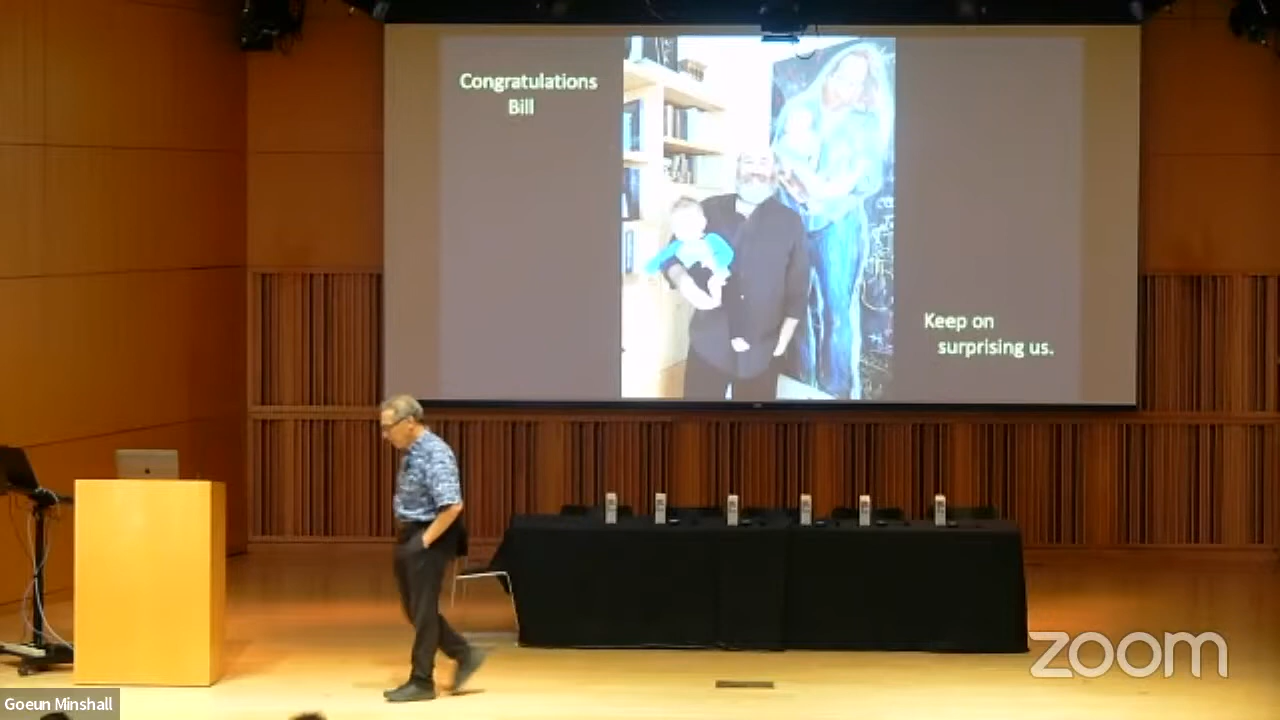 Congratulations
Bill
Keep on
surprising us.
zoom
Goeun Minshall